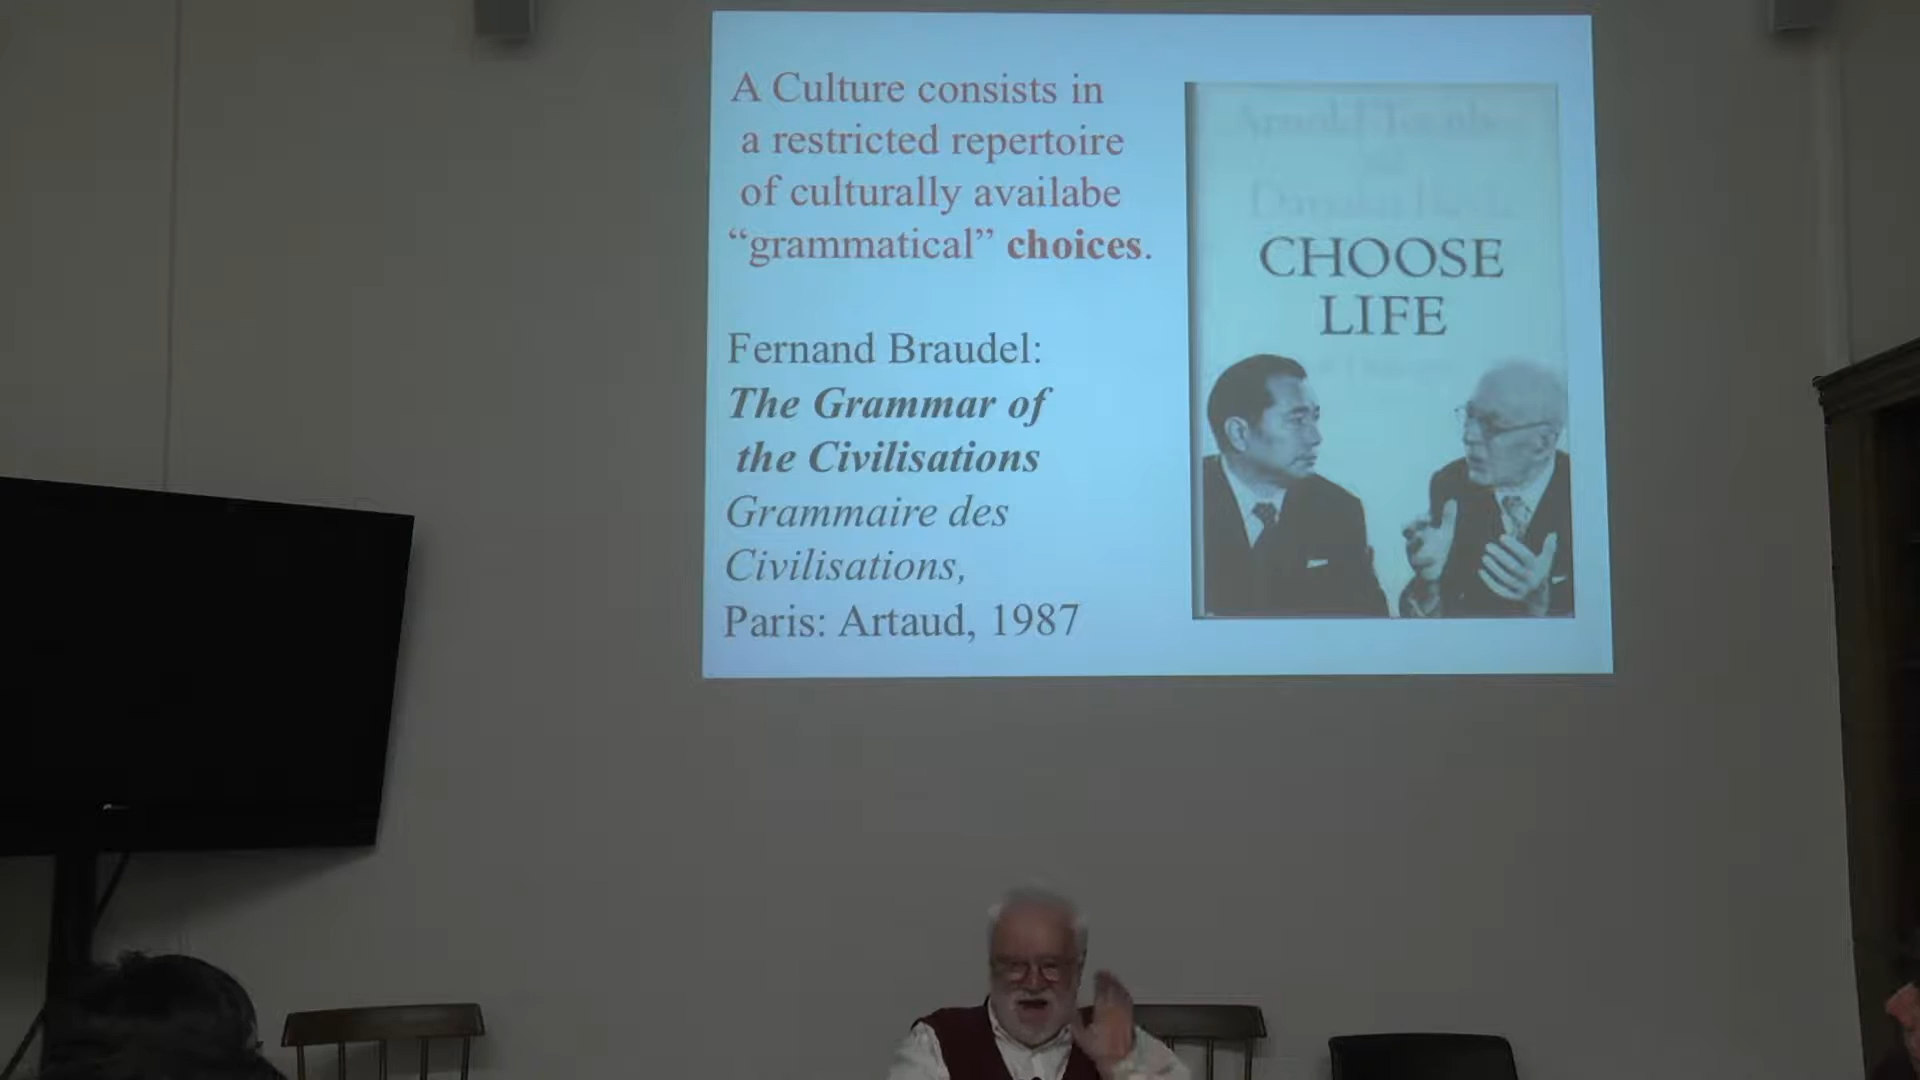 A Culture consists in
a restricted repertoire
of culturally availabe
“grammatical” choices.
Fernand Braudel:
The Grammar of
the Civilisations
Grammaire des
Civilisations,
Paris: Artaud, 1987
CHOOSE
LIFE